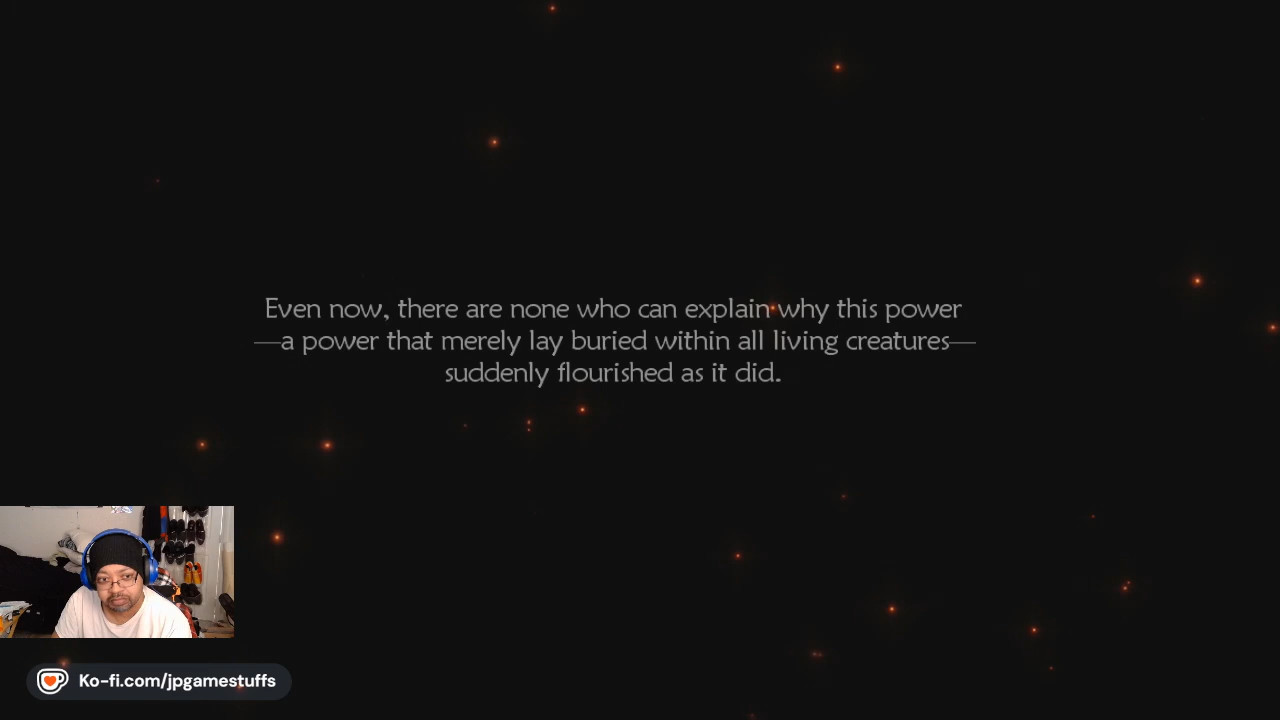 Even now, there are none who can explain why this power
—a power that merely lay buried within all living creatures—
suddenly flourished as it did.
Ko-fi.com/jpgamestuffs